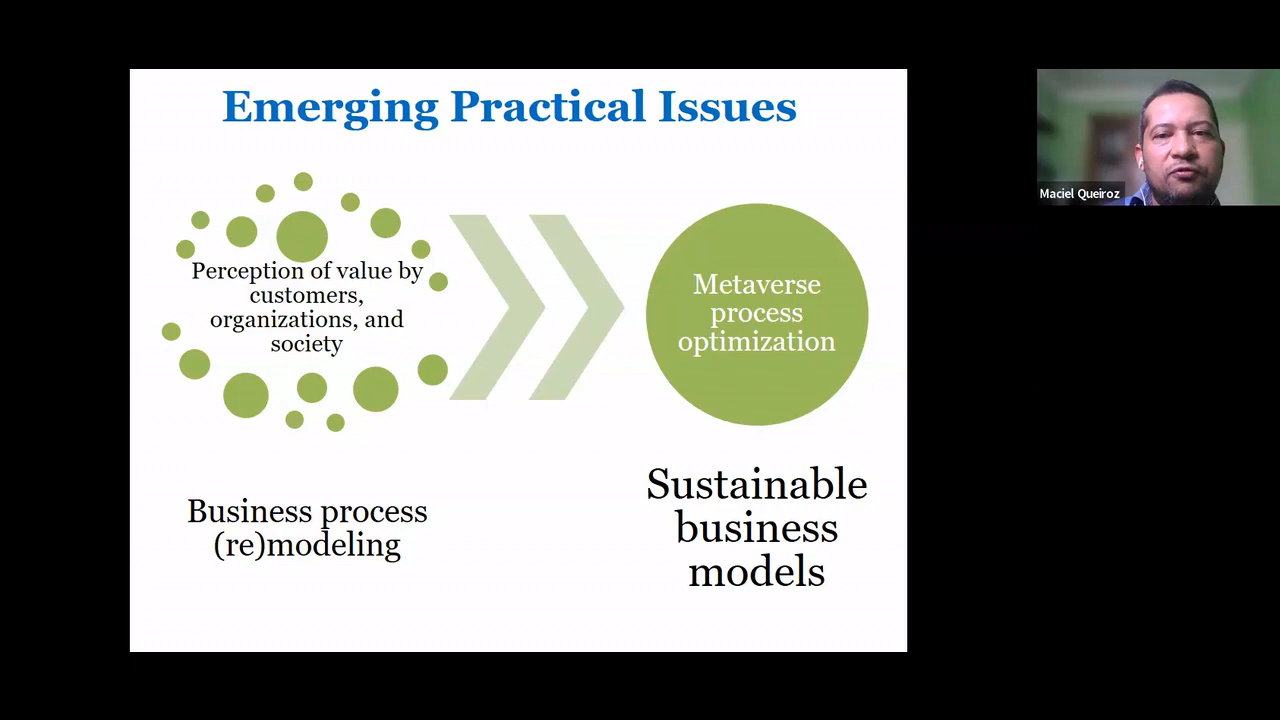 Emerging Practical Issues
Perception of value by
customers,
organizations, and
society
Metaverse
process
optimization
Business process
(re)modeling
Sustainable
business
models
Maciel Queiroz